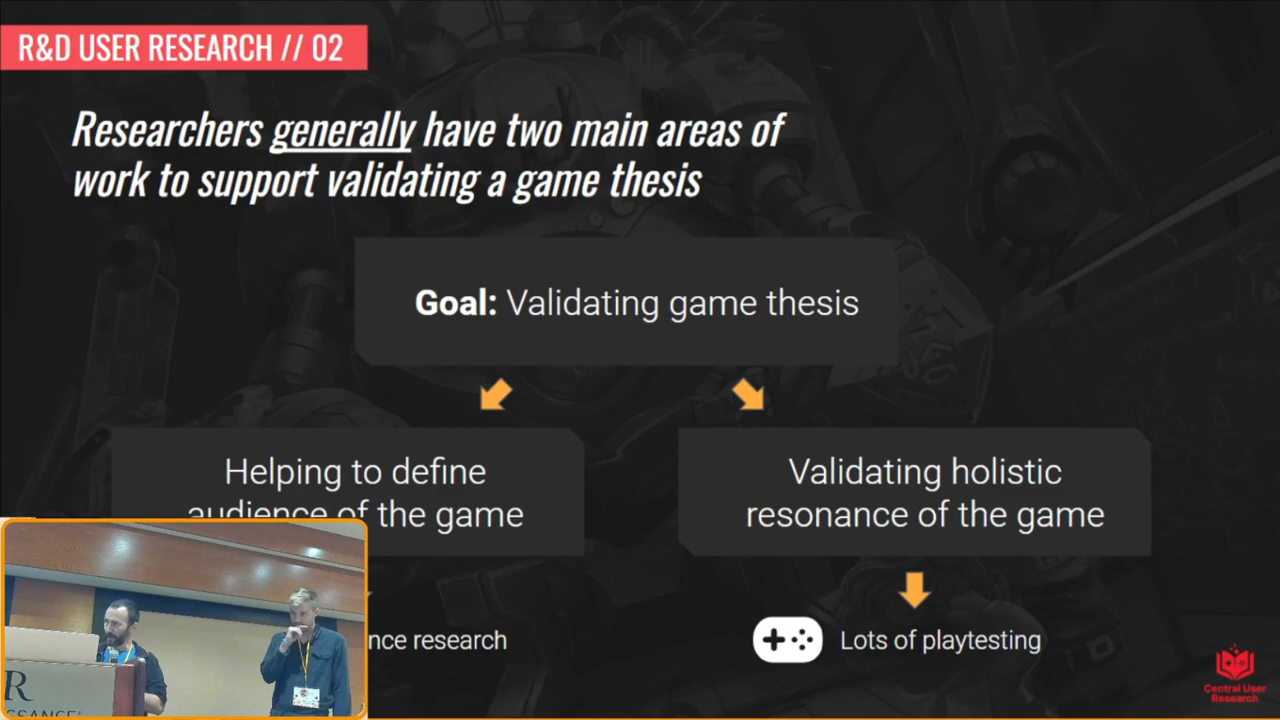 R&D USER RESEARCH // 02
Researchers generally have two main areas of
work to support validating a game thesis
Goal: Validating game thesis
Helping to define
audience of the game
Validating holistic
resonance of the game
research
Lots of playtesting
Central User
Research
R